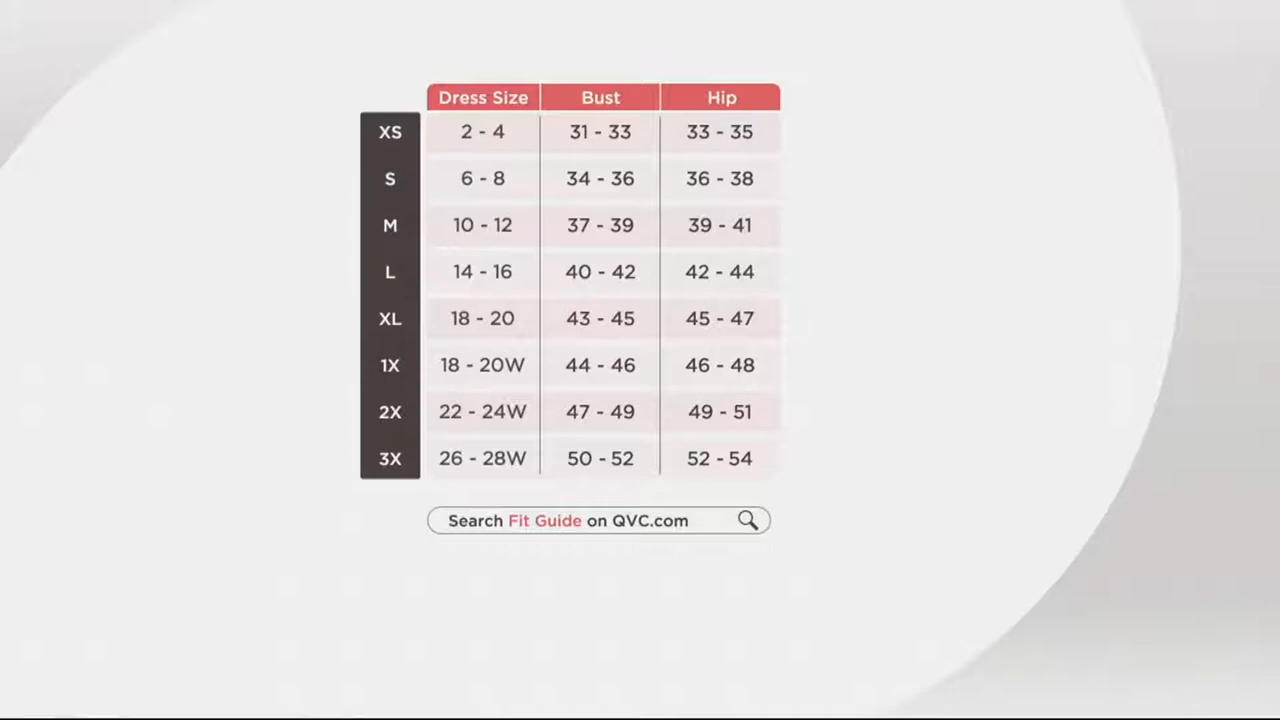 Dress Size Bust Hip
XS 2 - 4 31 - 33 33 - 35
S 6 - 8 34 - 36 36 - 38
M 10 - 12 37 - 39 39 - 41
L 14 - 16 40 - 42 42 - 44
XL 18 - 20 43 - 45 45 - 47
1X 18 - 20W 44 - 46 46 - 48
2X 22 - 24W 47 - 49 49 - 51
3X 26 - 28W 50 - 52 52 - 54
Search Fit Guide on QVC.com